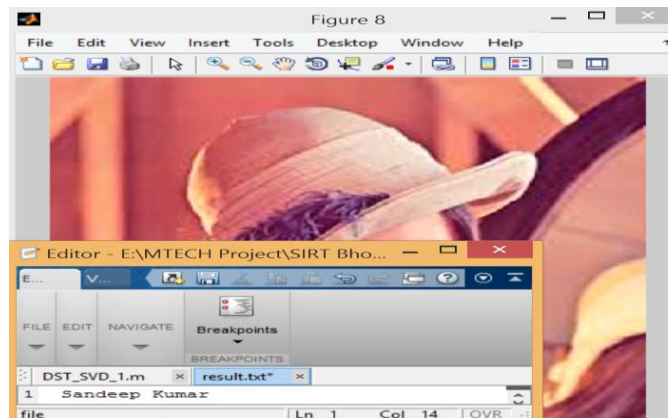 Figure 8
File Edit View Insert Tools Desktop Window Help
Editor - E:\MTECH Project\SIRT Bho...
E... V...
FILE EDIT NAVIGATE Breakpoints
BREAKPOINTS
DST_SVD_1.m result.txt*
1 Sandeep Kumar
file Ln 1 Col 14 OVR